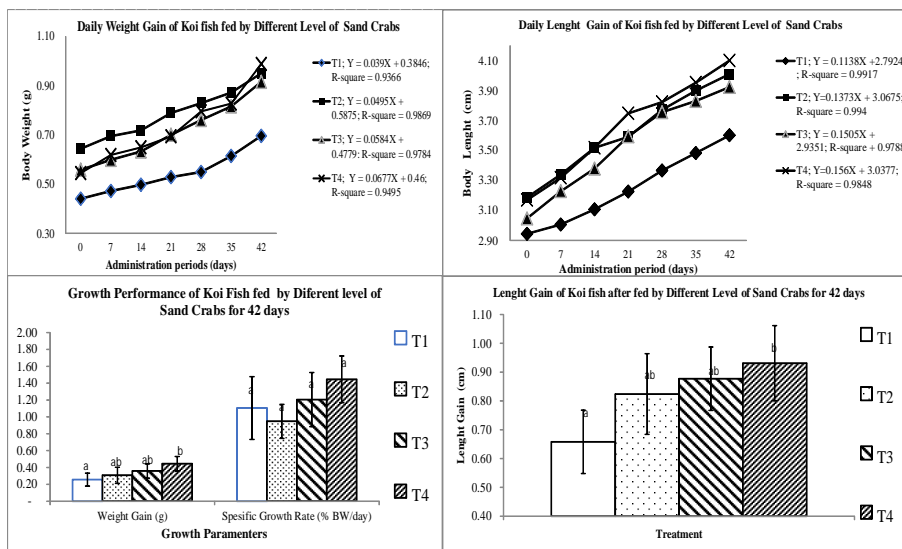 Daily Weight Gain of Koi fish fed by Different Level of Sand Crabs
1.10
0.90
0.70
0.50
0.30
Body Weight (g)
0 7 14 21 28 35 42
Administration periods (days)
T1; Y = 0.039X + 0.3846;
R-square = 0.9366
T2; Y = 0.0495X +
0.5875; R-square = 0.9869
T3; Y = 0.0584X +
0.4779: R-square = 0.9784
T4; Y = 0.0677X + 0.46;
R-square = 0.9495
Daily Lenght Gain of Koi fish fed by Different Level of Sand Crabs
4.10
3.90
3.70
3.50
3.30
3.10
2.90
Body Lenght (cm)
0 7 14 21 28 35 42
Administration period (days)
T1; Y = 0.1138X +2.7924
; R-square = 0.9917
T2; Y=0.1373X + 3.0675:
R-square = 0.994
T3; Y = 0.1505X +
2.9351; R-square + 0.9788
T4; Y=0.156X + 3.0377;
R-square = 0.9848
Growth Performance of Koi Fish fed by Diferent level of
Sand Crabs for 42 days
2.00
1.80
1.60
1.40
1.20
1.00
0.80
0.60
0.40
0.20
-
a ab ab b
a a a a
Weight Gain (g) Spesific Growth Rate (% BW/day)
Growth Paramenters
T1
T2
T3
T4
Lenght Gain of Koi fish after fed by Different Level of Sand Crabs for 42 days
1.10
1.00
0.90
0.80
0.70
0.60
0.50
0.40
Lenght Gain (cm)
a ab ab b
Treatment
T1
T2
T3
T4